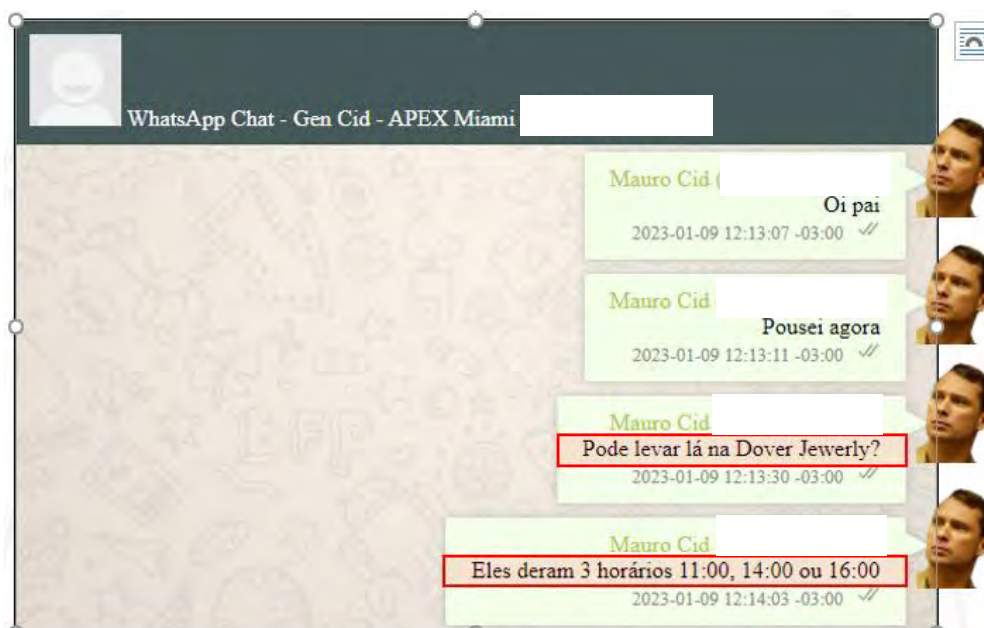 WhatsApp Chat - Gen Cid - APEX Miami
Mauro Cid (
Oi pai
2023-01-09 12:13:07 -03:00
Mauro Cid
Pousei agora
2023-01-09 12:13:11 -03:00
Mauro Cid
Pode levar lá na Dover Jewerly?
2023-01-09 12:13:30 -03:00
Mauro Cid
Eles deram 3 horários 11:00, 14:00 ou 16:00
2023-01-09 12:14:03 -03:00